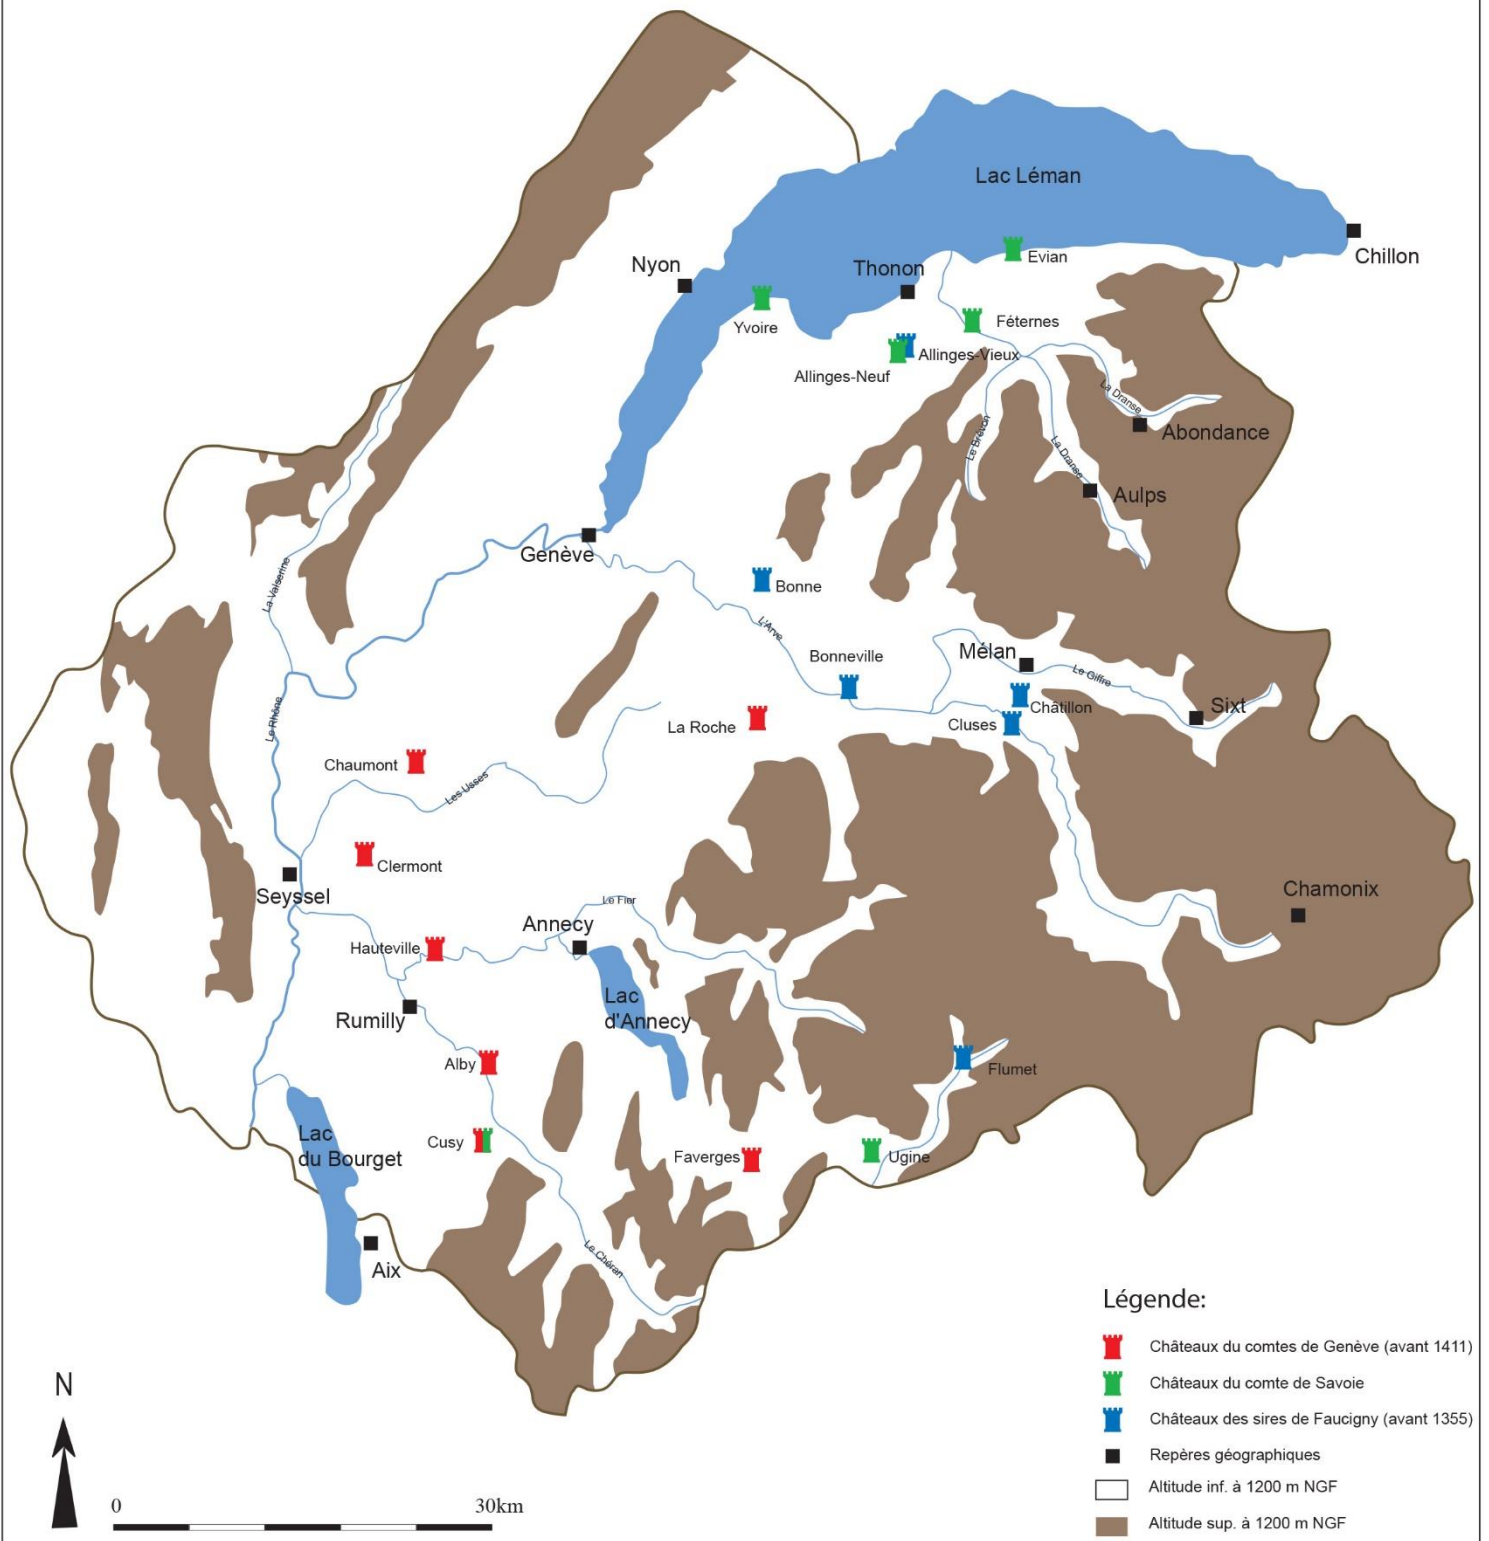 Lac Léman
Chillon
Evian
Nyon
Thonon
Yvoire
Féternes
Allinges-Vieux
Allinges-Neuf
La Dranse
Abondance
Le Brévon
La Dranse
Aulps
Genève
La Valserine
Bonne
L'Arve
Bonneville
Mélan
Le Giffre
Châtillon
Sixt
Le Rhône
La Roche
Cluses
Chaumont
Les Usses
Clermont
Seyssel
Chamonix
Le Fier
Annecy
Hauteville
Lac
d'Annecy
Rumilly
Alby
Flumet
Lac
du Bourget
Cusy
Faverges
Ugine
Le Chéran
Aix
Légende:
Châteaux du comtes de Genève (avant 1411)
Châteaux du comte de Savoie
Châteaux des sires de Faucigny (avant 1355)
Repères géographiques
Altitude inf. à 1200 m NGF
Altitude sup. à 1200 m NGF
N
0 30km